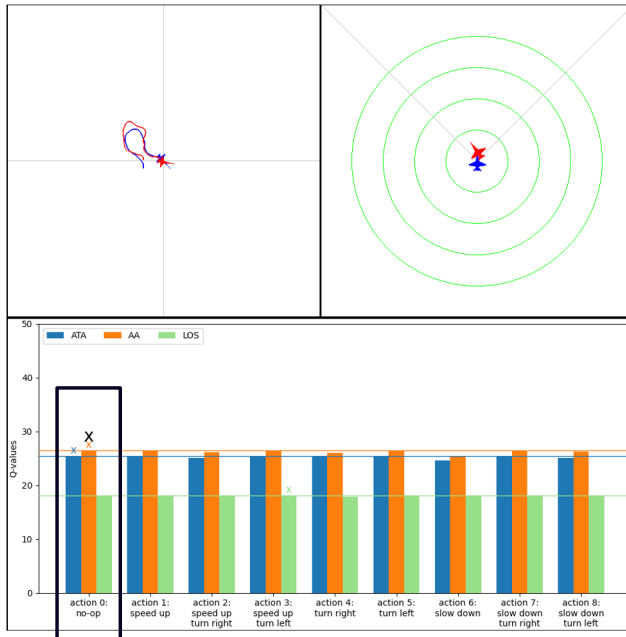 50
ATA AA LOS
40
30
20
10
0
Q-values
X
x
x
x
action 0:
no-op
action 1:
speed up
action 2:
speed up
turn right
action 3:
speed up
turn left
action 4:
turn right
action 5:
turn left
action 6:
slow down
action 7:
slow down
turn right
action 8:
slow down
turn left